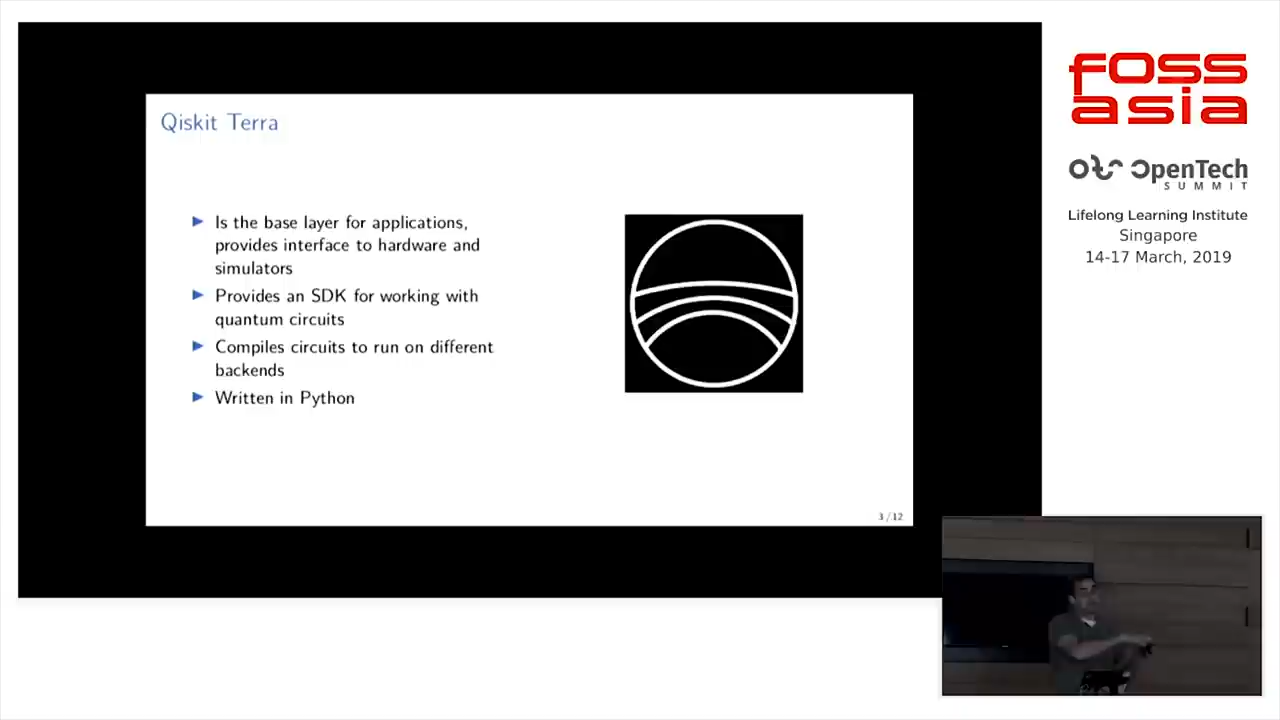 Qiskit Terra
Is the base layer for applications,
provides interface to hardware and
simulators
Provides an SDK for working with
quantum circuits
Compiles circuits to run on different
backends
Written in Python
3 / 12
FOSS
asia
OpenTech
SUMMIT
Lifelong Learning Institute
Singapore
14-17 March, 2019